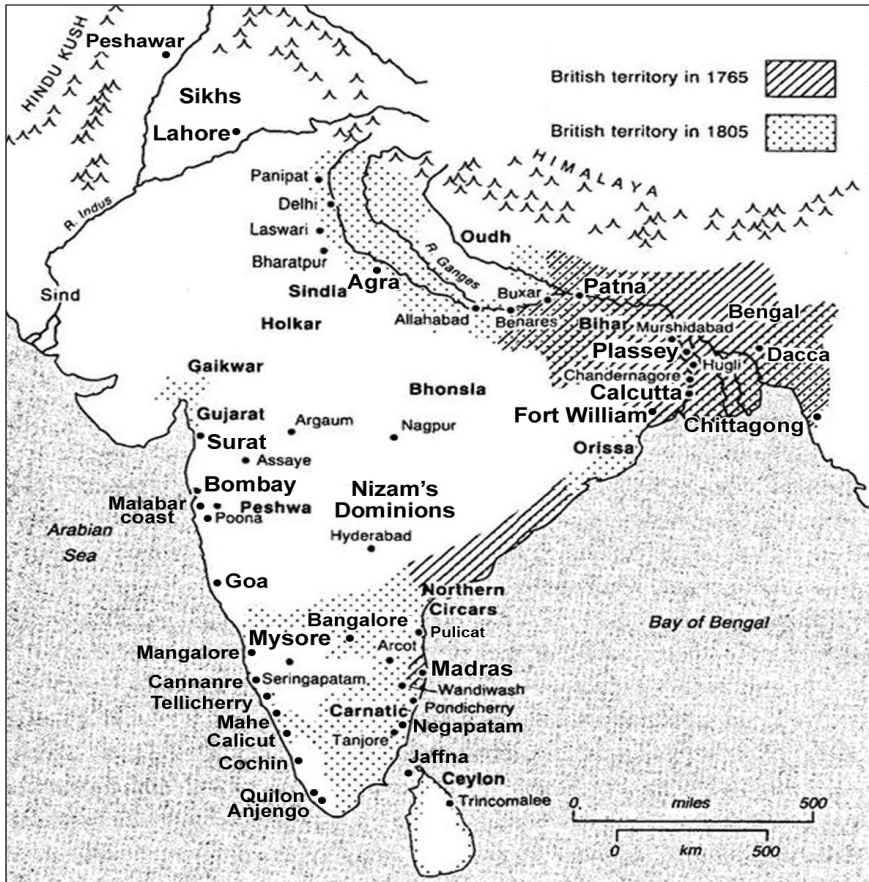 HINDU KUSH
Peshawar
Sikhs
Lahore
R. Indus
British territory in 1765
British territory in 1805
HIMALAYA
Panipat
Delhi
Laswari
Bharatpur
Agra
Sindia
R. Ganges
Oudh
Sind
Holkar
Allahabad
Benares
Buxar
Patna
Bihar
Murshidabad
Bengal
Plassey
Hugli
Dacca
Chandernagore
Calcutta
Fort William
Chittagong
Gaikwar
Bhonsla
Gujarat
Argaum
Nagpur
Surat
Assaye
Orissa
Bombay
Malabar
coast
Peshwa
Poona
Nizam's
Dominions
Hyderabad
Arabian
Sea
Goa
Northern
Circars
Bay of Bengal
Bangalore
Pulicat
Mysore
Arcot
Mangalore
Madras
Seringapatam
Cannanre
Wandiwash
Tellicherry
Pondicherry
Carnatic
Mahe
Negapatam
Calicut
Tanjore
Cochin
Jaffna
Ceylon
Quilon
Anjengo
Trincomalee
0 miles 500
0 km 500